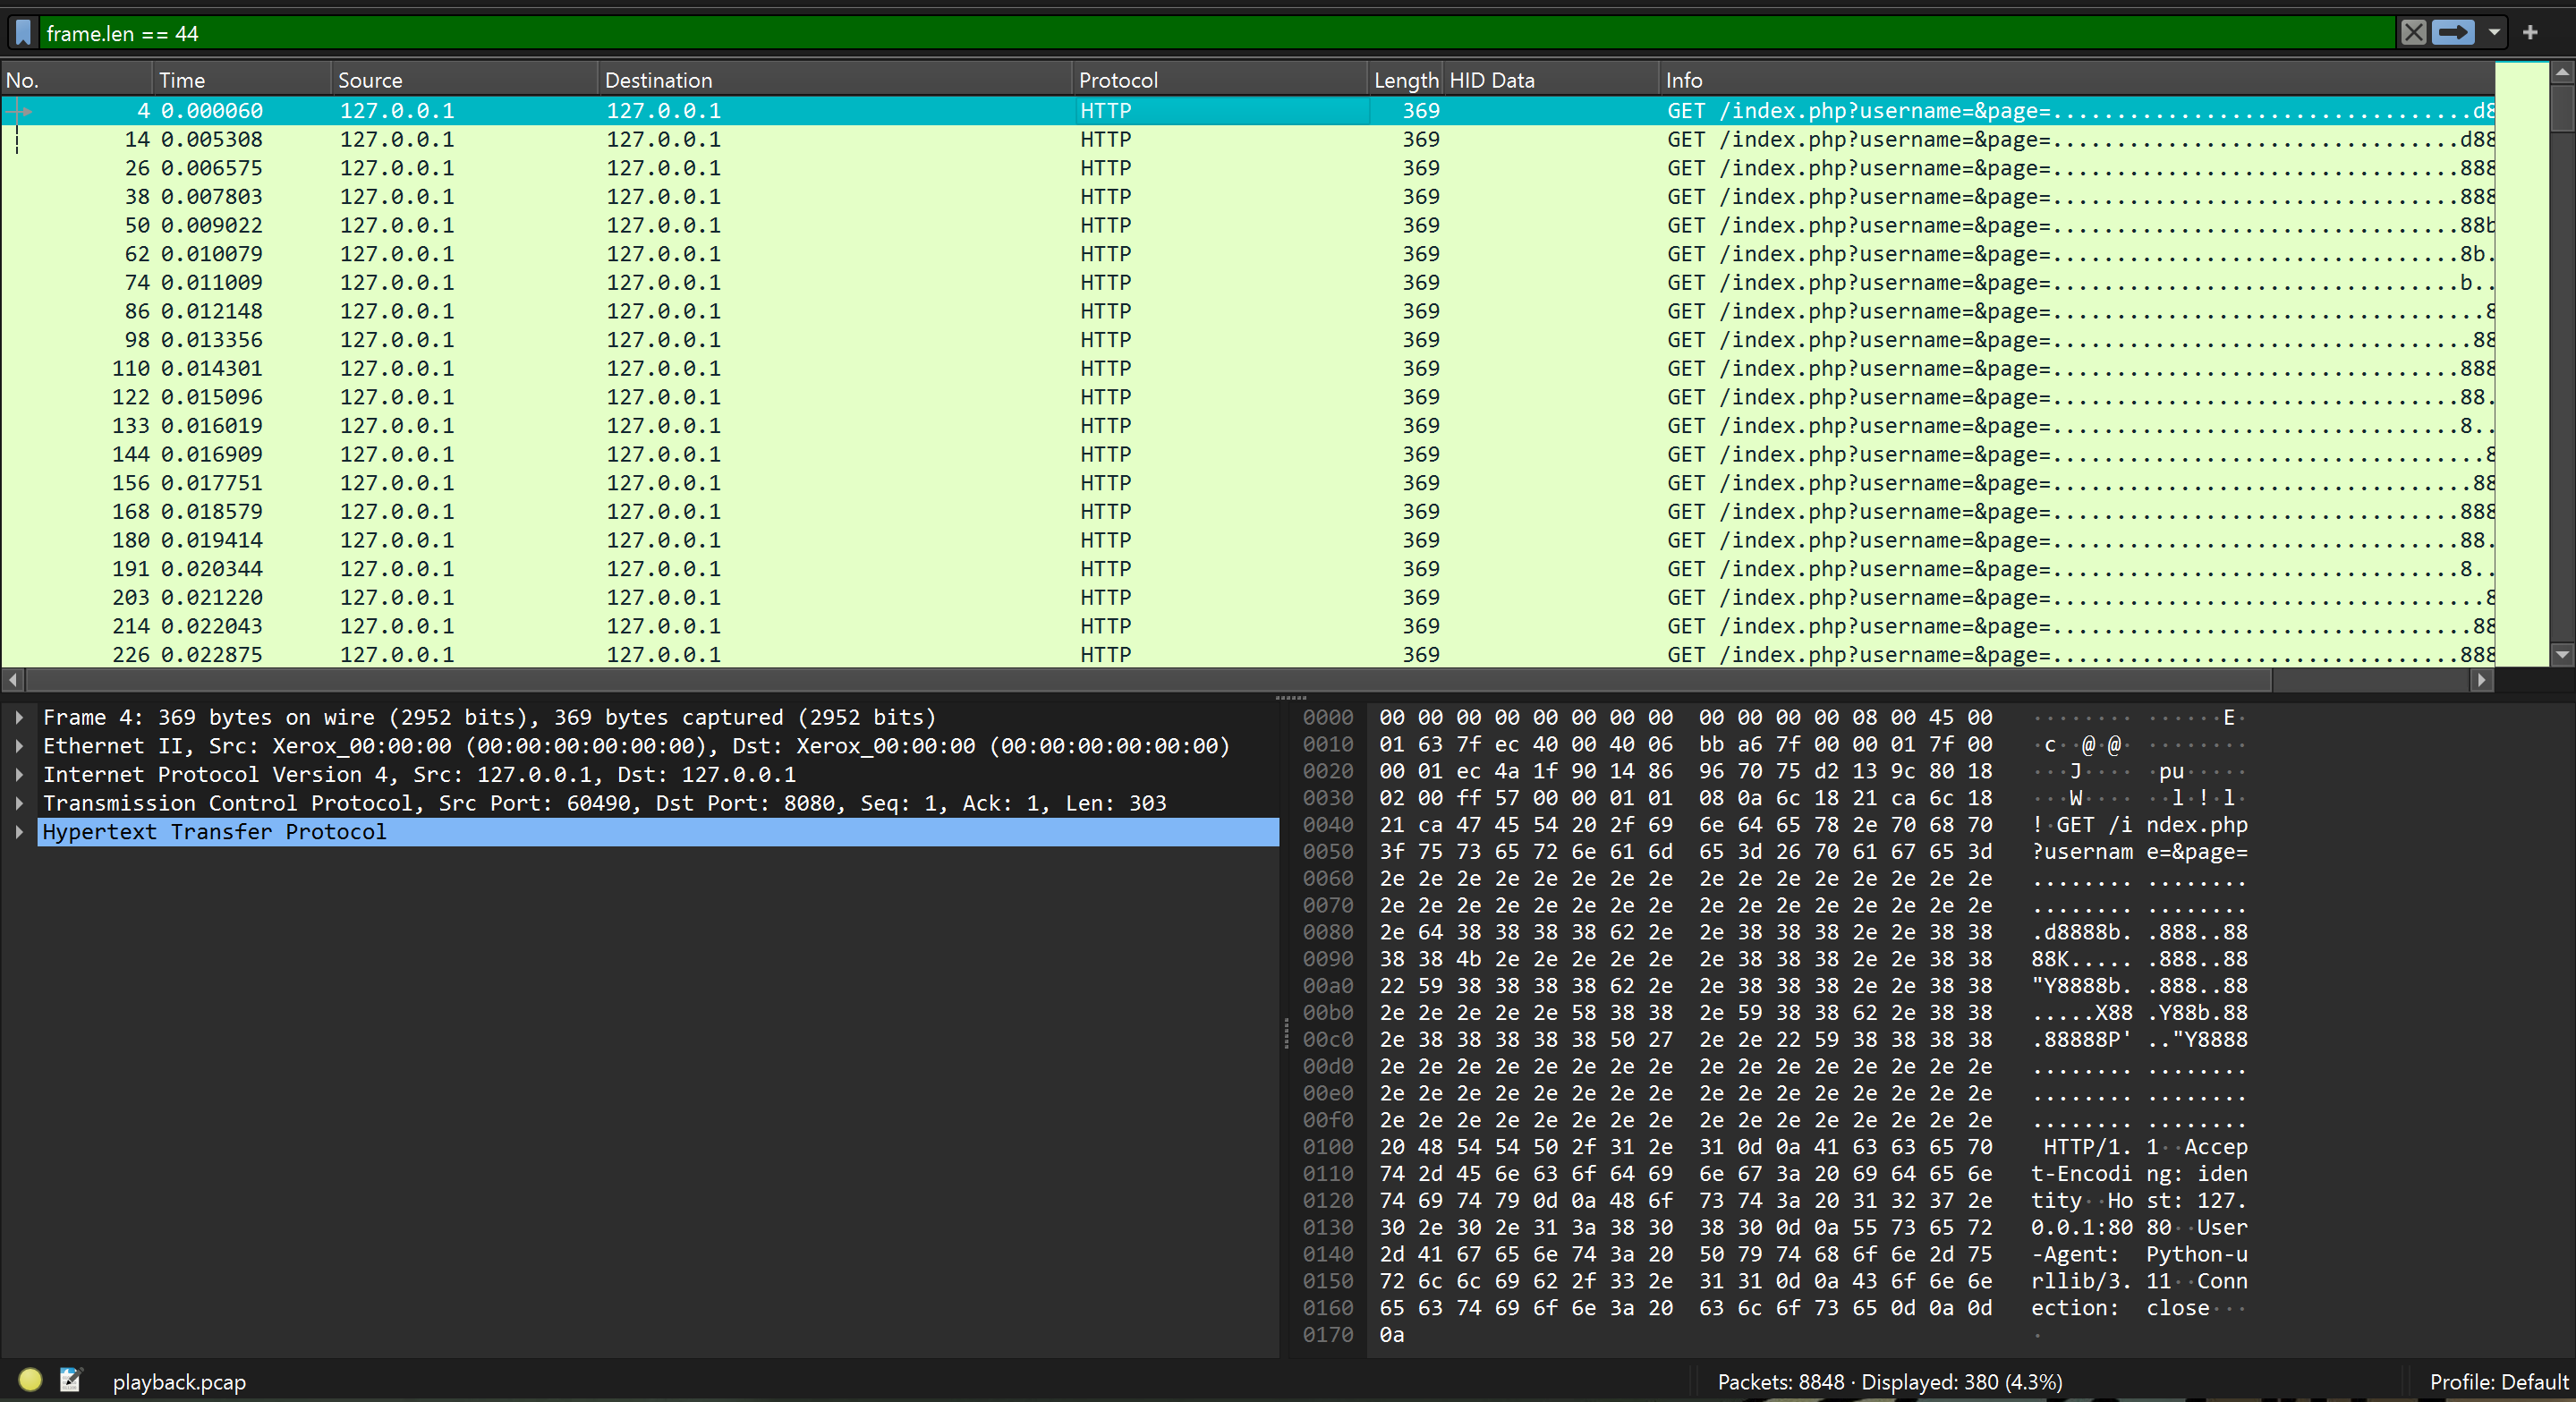 frame.len == 44
No. Time Source Destination Protocol Length HID Data Info
4 0.000060 127.0.0.1 127.0.0.1 HTTP 369 GET /index.php?username=&page=.................................d8
14 0.005308 127.0.0.1 127.0.0.1 HTTP 369 GET /index.php?username=&page=................................d88
26 0.006575 127.0.0.1 127.0.0.1 HTTP 369 GET /index.php?username=&page=................................888
38 0.007803 127.0.0.1 127.0.0.1 HTTP 369 GET /index.php?username=&page=................................888
50 0.009022 127.0.0.1 127.0.0.1 HTTP 369 GET /index.php?username=&page=................................88b
62 0.010079 127.0.0.1 127.0.0.1 HTTP 369 GET /index.php?username=&page=................................8b.
74 0.011009 127.0.0.1 127.0.0.1 HTTP 369 GET /index.php?username=&page=................................b..
86 0.012148 127.0.0.1 127.0.0.1 HTTP 369 GET /index.php?username=&page=..................................8
98 0.013356 127.0.0.1 127.0.0.1 HTTP 369 GET /index.php?username=&page=.................................88
110 0.014301 127.0.0.1 127.0.0.1 HTTP 369 GET /index.php?username=&page=................................888
122 0.015096 127.0.0.1 127.0.0.1 HTTP 369 GET /index.php?username=&page=................................88.
133 0.016019 127.0.0.1 127.0.0.1 HTTP 369 GET /index.php?username=&page=................................8..
144 0.016909 127.0.0.1 127.0.0.1 HTTP 369 GET /index.php?username=&page=..................................8
156 0.017751 127.0.0.1 127.0.0.1 HTTP 369 GET /index.php?username=&page=.................................88
168 0.018579 127.0.0.1 127.0.0.1 HTTP 369 GET /index.php?username=&page=................................888
180 0.019414 127.0.0.1 127.0.0.1 HTTP 369 GET /index.php?username=&page=................................88.
191 0.020344 127.0.0.1 127.0.0.1 HTTP 369 GET /index.php?username=&page=................................8..
203 0.021220 127.0.0.1 127.0.0.1 HTTP 369 GET /index.php?username=&page=..................................8
214 0.022043 127.0.0.1 127.0.0.1 HTTP 369 GET /index.php?username=&page=.................................88
226 0.022875 127.0.0.1 127.0.0.1 HTTP 369 GET /index.php?username=&page=................................888
Frame 4: 369 bytes on wire (2952 bits), 369 bytes captured (2952 bits)
Ethernet II, Src: Xerox_00:00:00 (00:00:00:00:00:00), Dst: Xerox_00:00:00 (00:00:00:00:00:00)
Internet Protocol Version 4, Src: 127.0.0.1, Dst: 127.0.0.1
Transmission Control Protocol, Src Port: 60490, Dst Port: 8080, Seq: 1, Ack: 1, Len: 303
Hypertext Transfer Protocol
0000 00 00 00 00 00 00 00 00 00 00 00 00 08 00 45 00 ········ ······E·
0010 01 63 7f ec 40 00 40 06 bb a6 7f 00 00 01 7f 00 ·c··@·@· ········
0020 00 01 ec 4a 1f 90 14 86 96 70 75 d2 13 9c 80 18 ···J···· ·pu·····
0030 02 00 ff 57 00 00 01 01 08 0a 6c 18 21 ca 6c 18 ···W···· ··l·!·l·
0040 21 ca 47 45 54 20 2f 69 6e 64 65 78 2e 70 68 70 !·GET /i ndex.php
0050 3f 75 73 65 72 6e 61 6d 65 3d 26 70 61 67 65 3d ?usernam e=&page=
0060 2e 2e 2e 2e 2e 2e 2e 2e 2e 2e 2e 2e 2e 2e 2e 2e ........ ........
0070 2e 2e 2e 2e 2e 2e 2e 2e 2e 2e 2e 2e 2e 2e 2e 2e ........ ........
0080 2e 64 38 38 38 38 62 2e 2e 38 38 38 2e 2e 38 38 .d8888b. .888..88
0090 38 38 4b 2e 2e 2e 2e 2e 2e 38 38 38 2e 2e 38 38 88K..... .888..88
00a0 22 59 38 38 38 38 62 2e 2e 38 38 38 2e 2e 38 38 "Y8888b. .888..88
00b0 2e 2e 2e 2e 2e 58 38 38 2e 59 38 38 62 2e 38 38 .....X88 .Y88b.88
00c0 2e 38 38 38 38 38 50 27 2e 2e 22 59 38 38 38 38 .88888P' .."Y8888
00d0 2e 2e 2e 2e 2e 2e 2e 2e 2e 2e 2e 2e 2e 2e 2e 2e ........ ........
00e0 2e 2e 2e 2e 2e 2e 2e 2e 2e 2e 2e 2e 2e 2e 2e 2e ........ ........
00f0 2e 2e 2e 2e 2e 2e 2e 2e 2e 2e 2e 2e 2e 2e 2e 2e ........ ........
0100 20 48 54 54 50 2f 31 2e 31 0d 0a 41 63 63 65 70 HTTP/1. 1··Accep
0110 74 2d 45 6e 63 6f 64 69 6e 67 3a 20 69 64 65 6e t-Encodi ng: iden
0120 74 69 74 79 0d 0a 48 6f 73 74 3a 20 31 32 37 2e tity··Ho st: 127.
0130 30 2e 30 2e 31 3a 38 30 38 30 0d 0a 55 73 65 72 0.0.1:80 80··User
0140 2d 41 67 65 6e 74 3a 20 50 79 74 68 6f 6e 2d 75 -Agent: Python-u
0150 72 6c 6c 69 62 2f 33 2e 31 31 0d 0a 43 6f 6e 6e rllib/3. 11··Conn
0160 65 63 74 69 6f 6e 3a 20 63 6c 6f 73 65 0d 0a 0d ection: close···
0170 0a ·
playback.pcap Packets: 8848 · Displayed: 380 (4.3%) Profile: Default